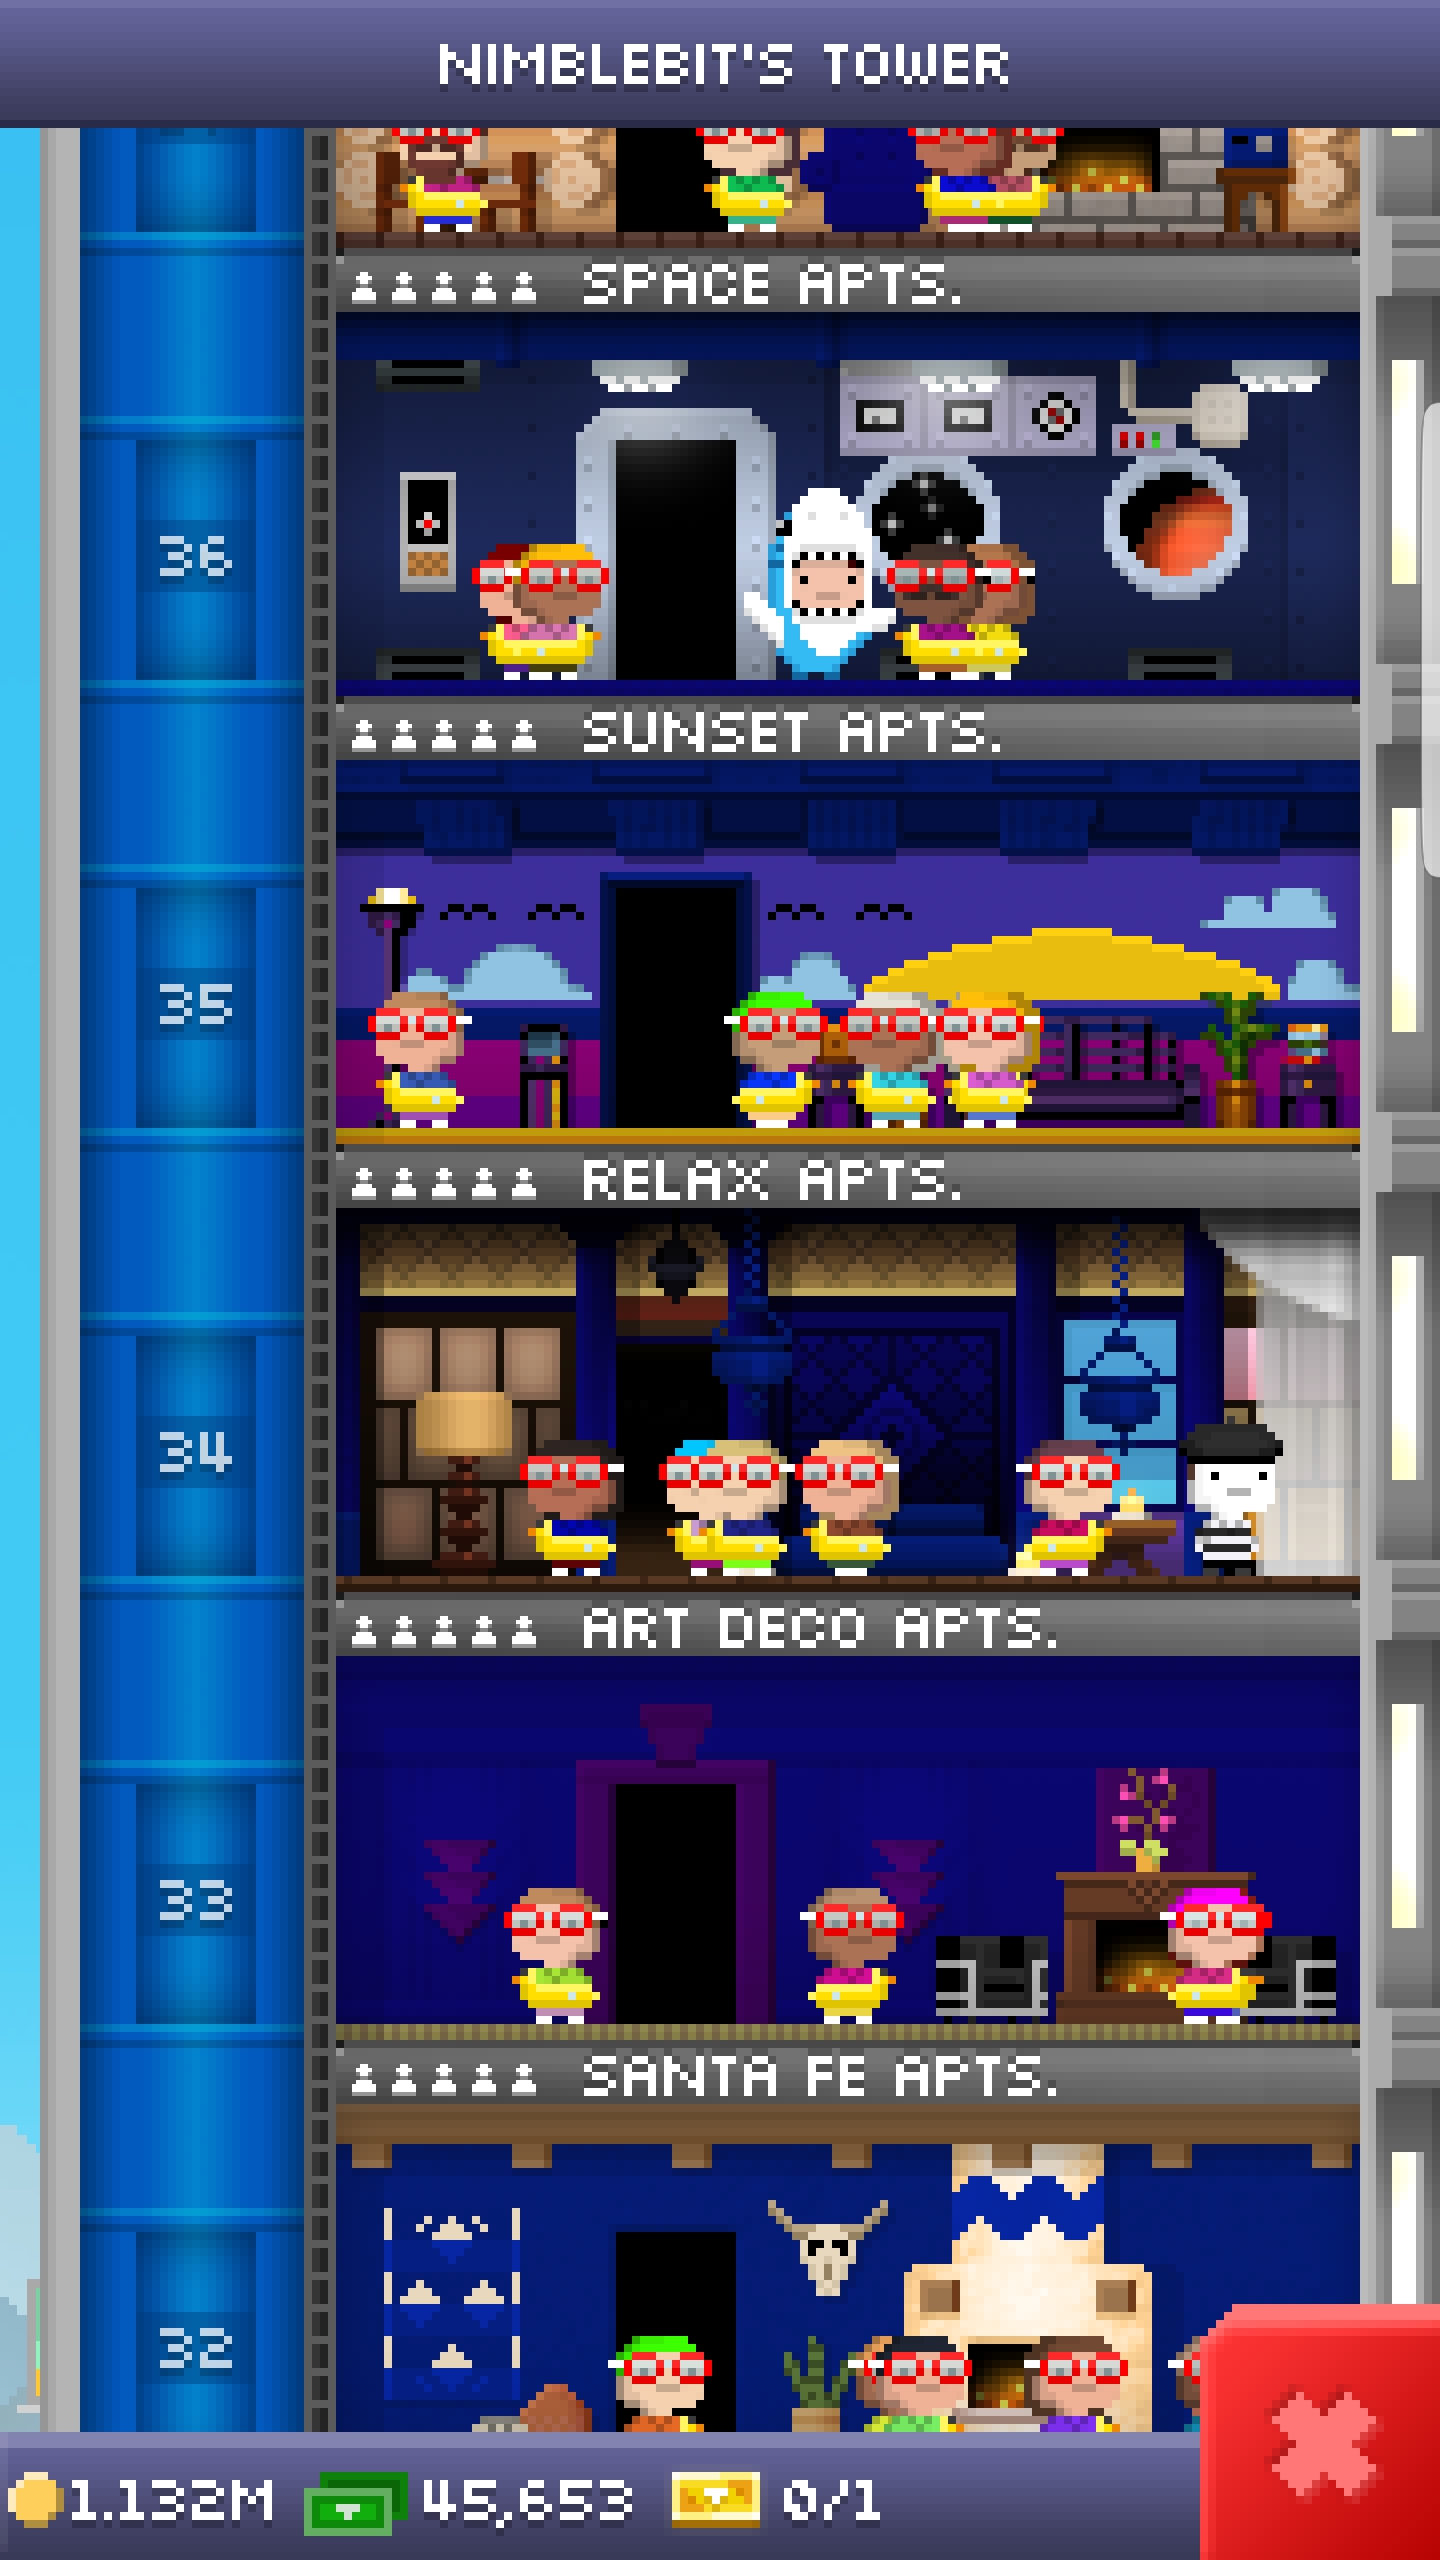 NIMBLEBIT'S TOWER
SPACE APTS.
36
SUNSET APTS.
35
RELAX APTS.
34
ART DECO APTS.
33
SANTA FE APTS.
32
1.132M 45,653 0/1